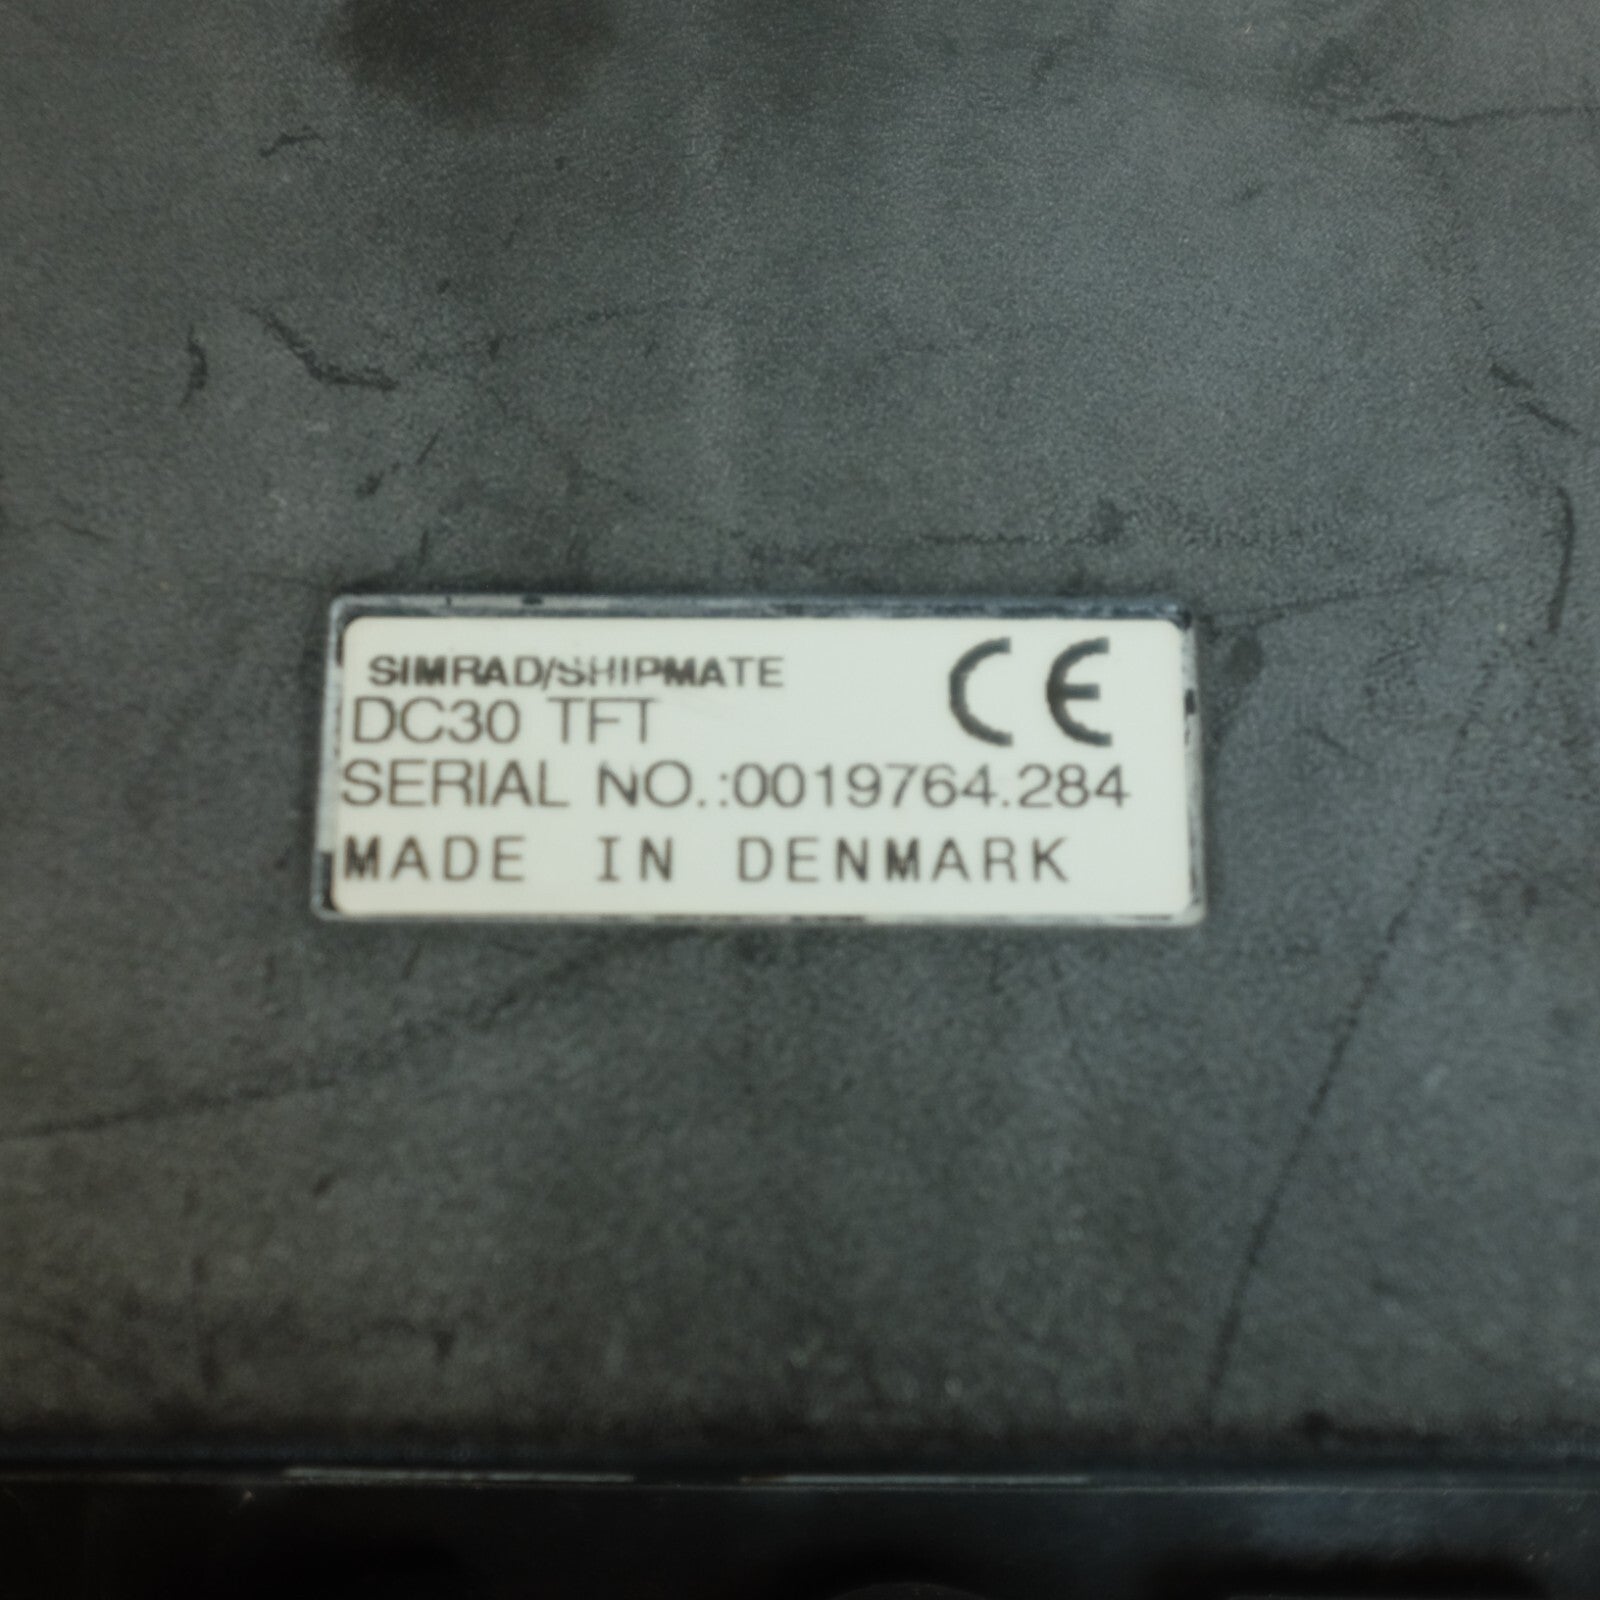 SIMRAD/SHIPMATE CE
DC30 TFT
SERIAL NO.:0019764.284
MADE IN DENMARK